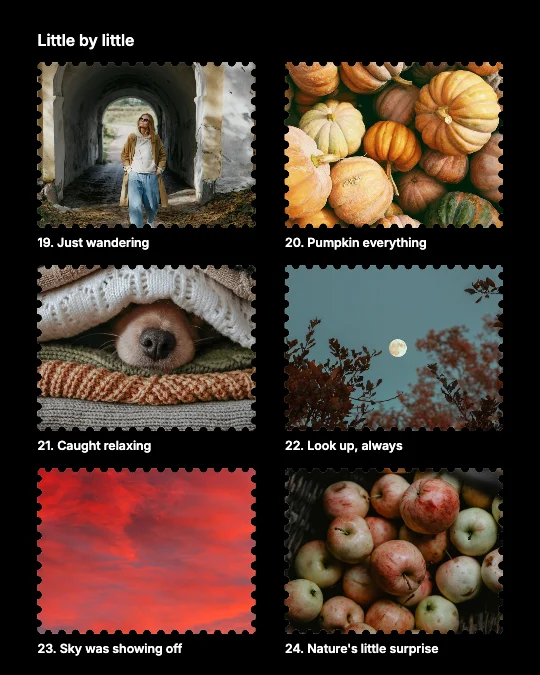 Little by little
19. Just wandering
20. Pumpkin everything
21. Caught relaxing
22. Look up, always
23. Sky was showing off
24. Nature's little surprise